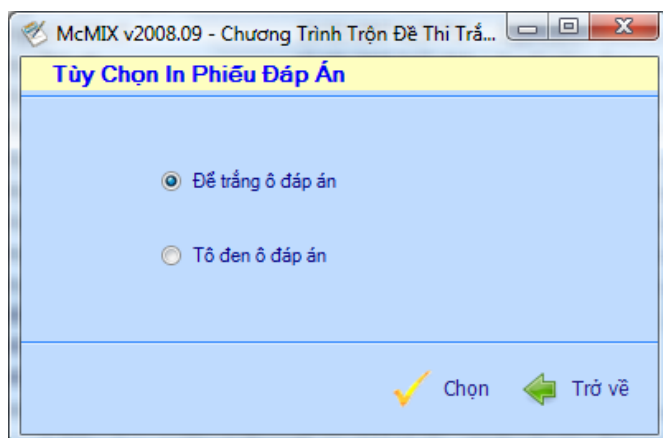 McMIX v2008.09 - Chương Trình Trộn Đề Thi Trắ...
Tùy Chọn In Phiếu Đáp Án
Để trắng ô đáp án
Tô đen ô đáp án
Chọn Trở về